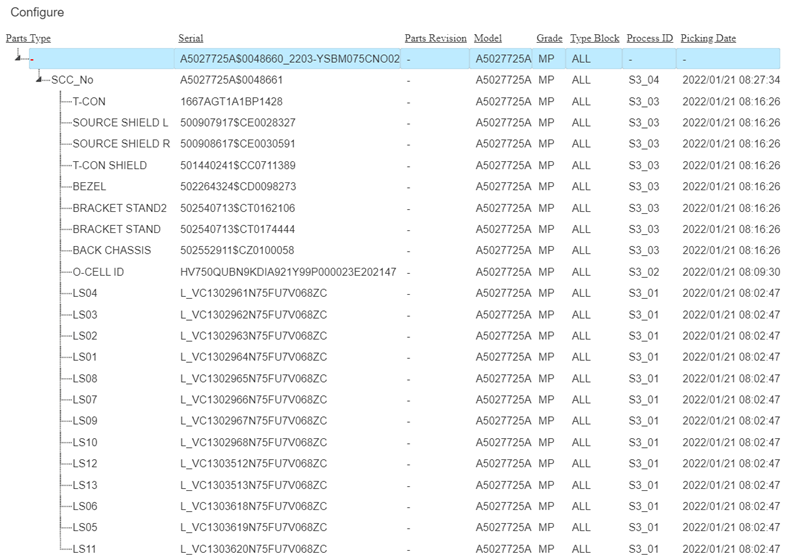 Configure
Parts Type Serial Parts Revision Model Grade Type Block Process ID Picking Date
- A5027725A$0048660_2203-YSBM075CNO02 - A5027725A MP ALL - -
SCC_No A5027725A$0048661 - A5027725A MP ALL S3_04 2022/01/21 08:27:34
T-CON 1667AGT1A1BP1428 - A5027725A MP ALL S3_03 2022/01/21 08:16:26
SOURCE SHIELD L 500907917$CE0028327 - A5027725A MP ALL S3_03 2022/01/21 08:16:26
SOURCE SHIELD R 500908617$CE0030591 - A5027725A MP ALL S3_03 2022/01/21 08:16:26
T-CON SHIELD 501440241$CC0711389 - A5027725A MP ALL S3_03 2022/01/21 08:16:26
BEZEL 502264324$CD0098273 - A5027725A MP ALL S3_03 2022/01/21 08:16:26
BRACKET STAND2 502540713$CT0162106 - A5027725A MP ALL S3_03 2022/01/21 08:16:26
BRACKET STAND 502540713$CT0174444 - A5027725A MP ALL S3_03 2022/01/21 08:16:26
BACK CHASSIS 502552911$CZ0100058 - A5027725A MP ALL S3_03 2022/01/21 08:16:26
O-CELL ID HV750QUBN9KDIA921Y99P000023E202147 - A5027725A MP ALL S3_02 2022/01/21 08:09:30
LS04 L_VC1302961N75FU7V068ZC - A5027725A MP ALL S3_01 2022/01/21 08:02:47
LS03 L_VC1302962N75FU7V068ZC - A5027725A MP ALL S3_01 2022/01/21 08:02:47
LS02 L_VC1302963N75FU7V068ZC - A5027725A MP ALL S3_01 2022/01/21 08:02:47
LS01 L_VC1302964N75FU7V068ZC - A5027725A MP ALL S3_01 2022/01/21 08:02:47
LS08 L_VC1302965N75FU7V068ZC - A5027725A MP ALL S3_01 2022/01/21 08:02:47
LS07 L_VC1302966N75FU7V068ZC - A5027725A MP ALL S3_01 2022/01/21 08:02:47
LS09 L_VC1302967N75FU7V068ZC - A5027725A MP ALL S3_01 2022/01/21 08:02:47
LS10 L_VC1302968N75FU7V068ZC - A5027725A MP ALL S3_01 2022/01/21 08:02:47
LS12 L_VC1303512N75FU7V068ZC - A5027725A MP ALL S3_01 2022/01/21 08:02:47
LS13 L_VC1303513N75FU7V068ZC - A5027725A MP ALL S3_01 2022/01/21 08:02:47
LS06 L_VC1303618N75FU7V068ZC - A5027725A MP ALL S3_01 2022/01/21 08:02:47
LS05 L_VC1303619N75FU7V068ZC - A5027725A MP ALL S3_01 2022/01/21 08:02:47
LS11 L_VC1303620N75FU7V068ZC - A5027725A MP ALL S3_01 2022/01/21 08:02:47